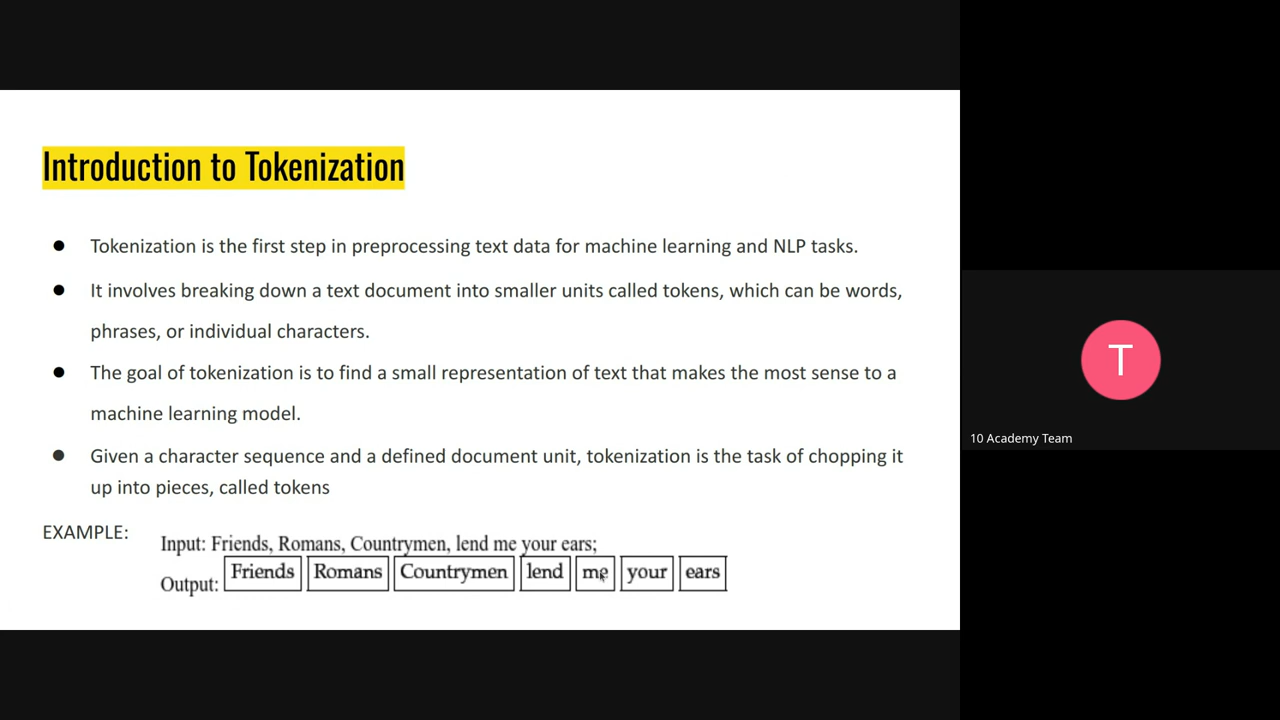 Introduction to Tokenization
● Tokenization is the first step in preprocessing text data for machine learning and NLP tasks.
● It involves breaking down a text document into smaller units called tokens, which can be words,
phrases, or individual characters.
● The goal of tokenization is to find a small representation of text that makes the most sense to a
machine learning model.
● Given a character sequence and a defined document unit, tokenization is the task of chopping it
up into pieces, called tokens
EXAMPLE:
Input: Friends, Romans, Countrymen, lend me your ears;
Output: Friends Romans Countrymen lend me your ears
T
10 Academy Team